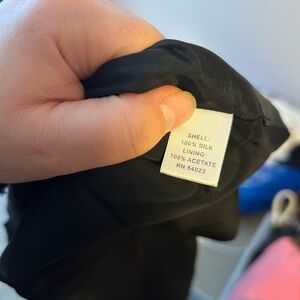 SHELL:
100% SILK
LINING:
100% ACETATE
RN 54023